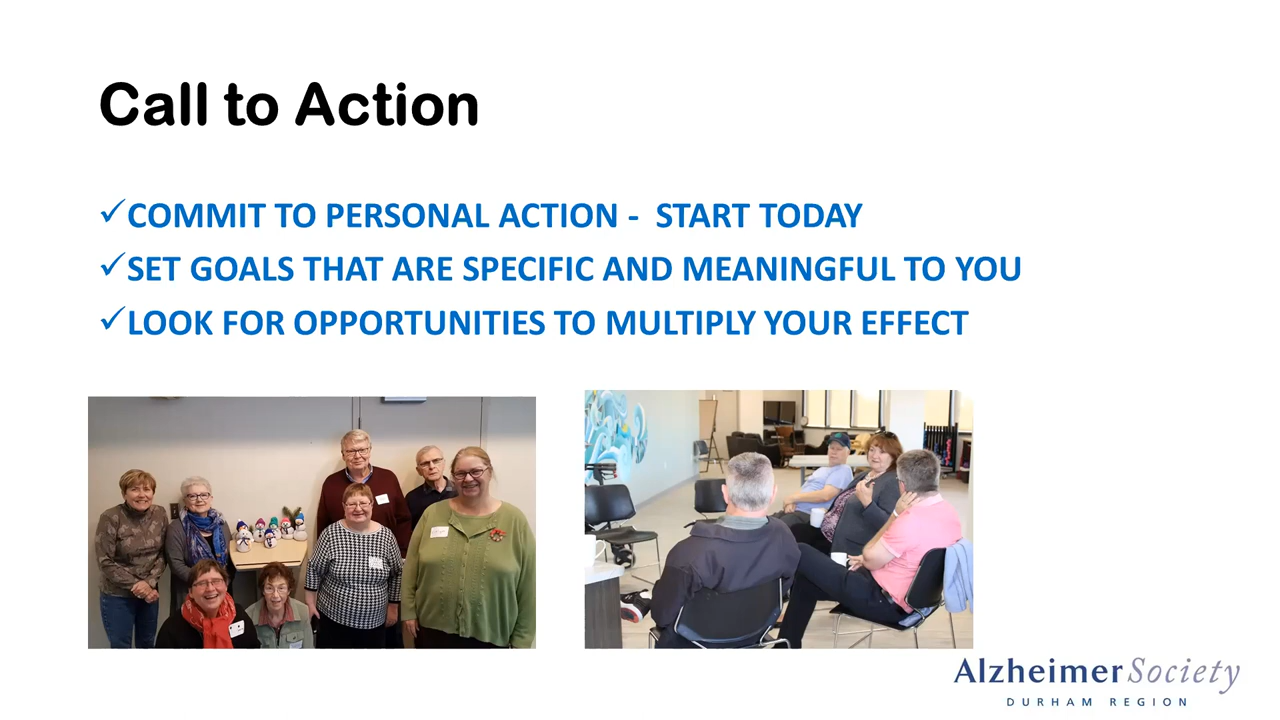 Call to Action
✓COMMIT TO PERSONAL ACTION - START TODAY
✓SET GOALS THAT ARE SPECIFIC AND MEANINGFUL TO YOU
✓LOOK FOR OPPORTUNITIES TO MULTIPLY YOUR EFFECT
Alzheimer Society
DURHAM REGION